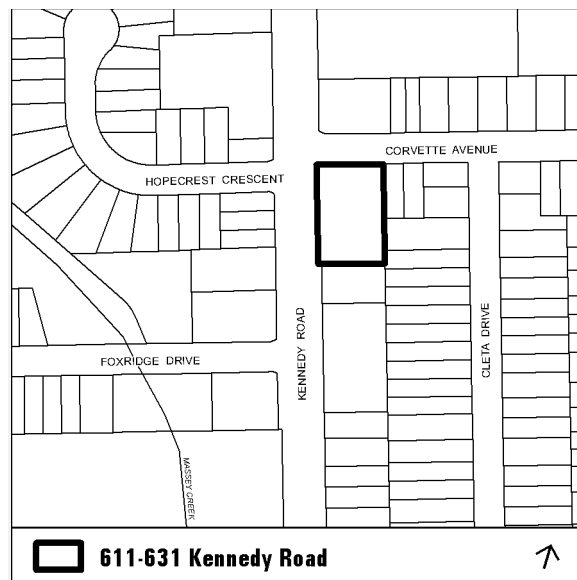 CORVETTE AVENUE
HOPECREST CRESCENT
KENNEDY ROAD
CLETA DRIVE
FOXRIDGE DRIVE
MASSEY CREEK
611-631 Kennedy Road